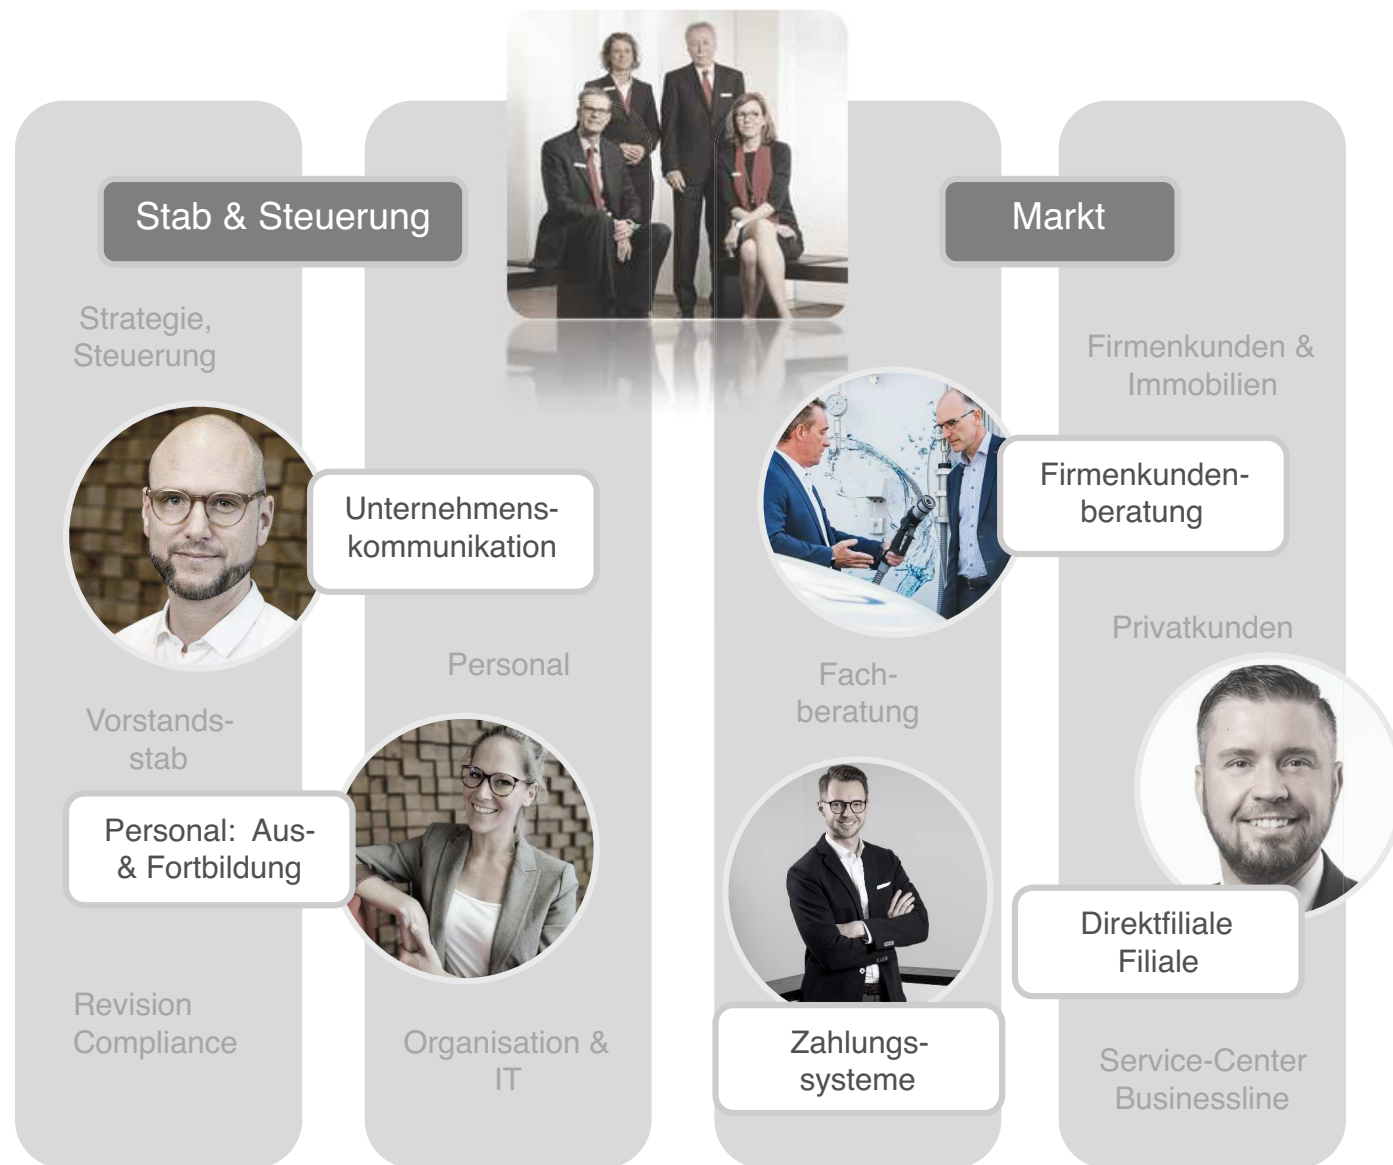 Stab & Steuerung
Markt
Strategie,
Steuerung
Firmenkunden &
Immobilien
Unternehmens-
kommunikation
Firmenkunden-
beratung
Privatkunden
Personal
Fach-
beratung
Vorstands-
stab
Personal: Aus-
& Fortbildung
Direktfiliale
Filiale
Revision
Compliance
Organisation &
IT
Zahlungs-
systeme
Service-Center
Businessline